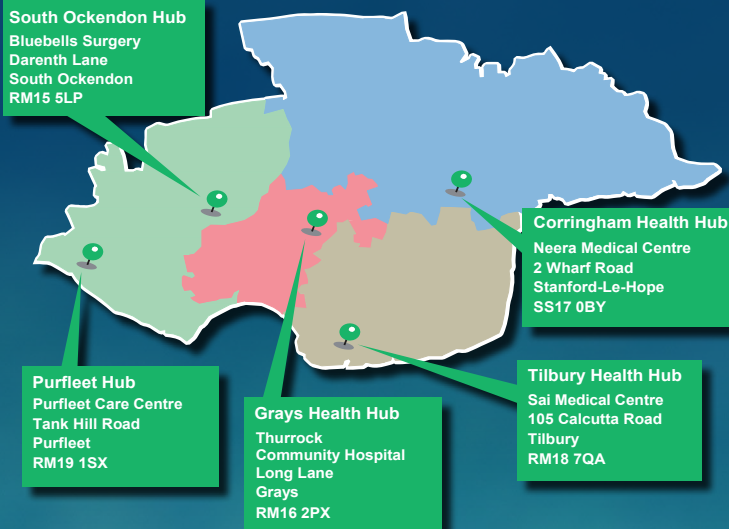 South Ockendon Hub
Bluebells Surgery
Darenth Lane
South Ockendon
RM15 5LP
Corringham Health Hub
Neera Medical Centre
2 Wharf Road
Stanford-Le-Hope
SS17 0BY
Purfleet Hub
Purfleet Care Centre
Tank Hill Road
Purfleet
RM19 1SX
Grays Health Hub
Thurrock
Community Hospital
Long Lane
Grays
RM16 2PX
Tilbury Health Hub
Sai Medical Centre
105 Calcutta Road
Tilbury
RM18 7QA